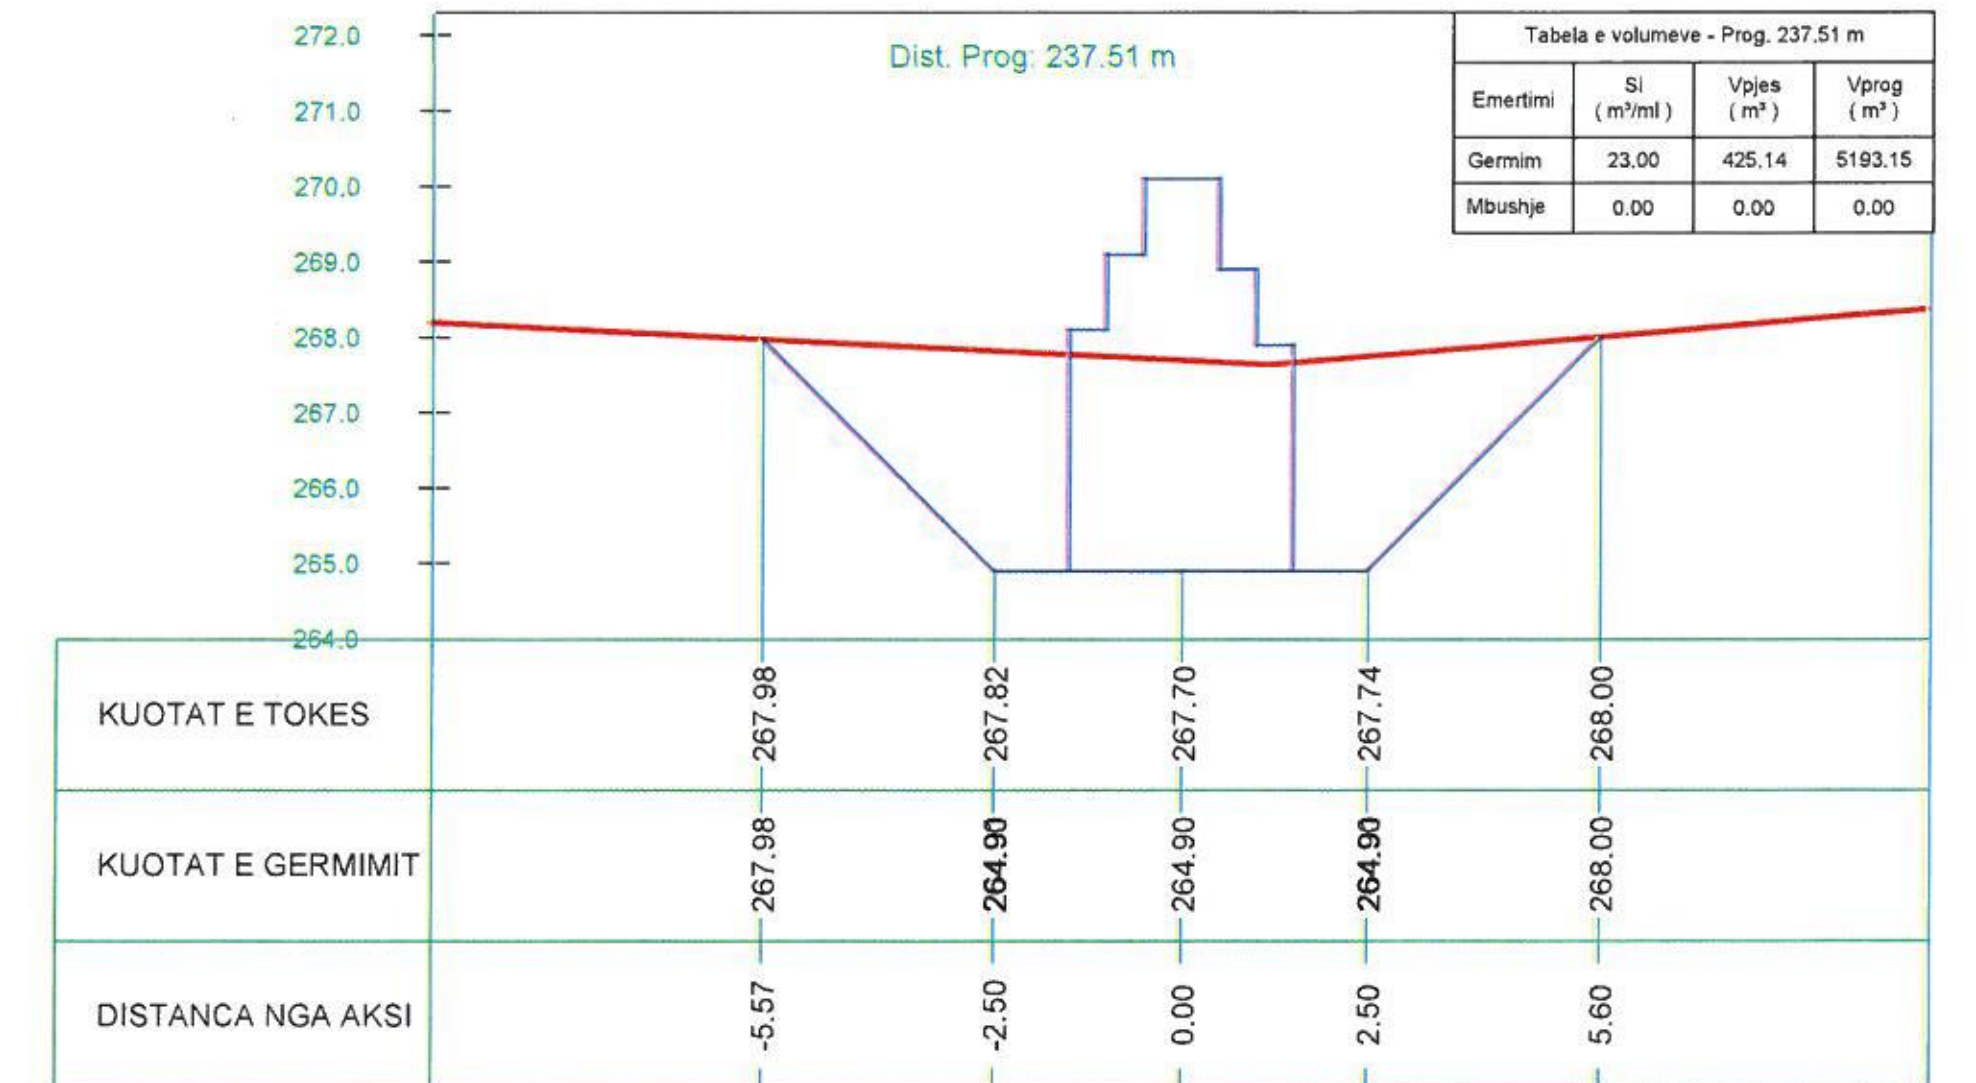 Dist. Prog: 237.51 m
Tabela e volumeve - Prog. 237.51 m
Emertimi Si (m³/ml) Vpjes (m³) Vprog (m³)
Germim 23.00 425.14 5193.15
Mbushje 0.00 0.00 0.00
272.0
271.0
270.0
269.0
268.0
267.0
266.0
265.0
264.0
KUOTAT E TOKES 267.98 267.82 267.70 267.74 268.00
KUOTAT E GERMIMIT 267.98 264.90 264.90 264.90 268.00
DISTANCA NGA AKSI -5.57 -2.50 0.00 2.50 5.60